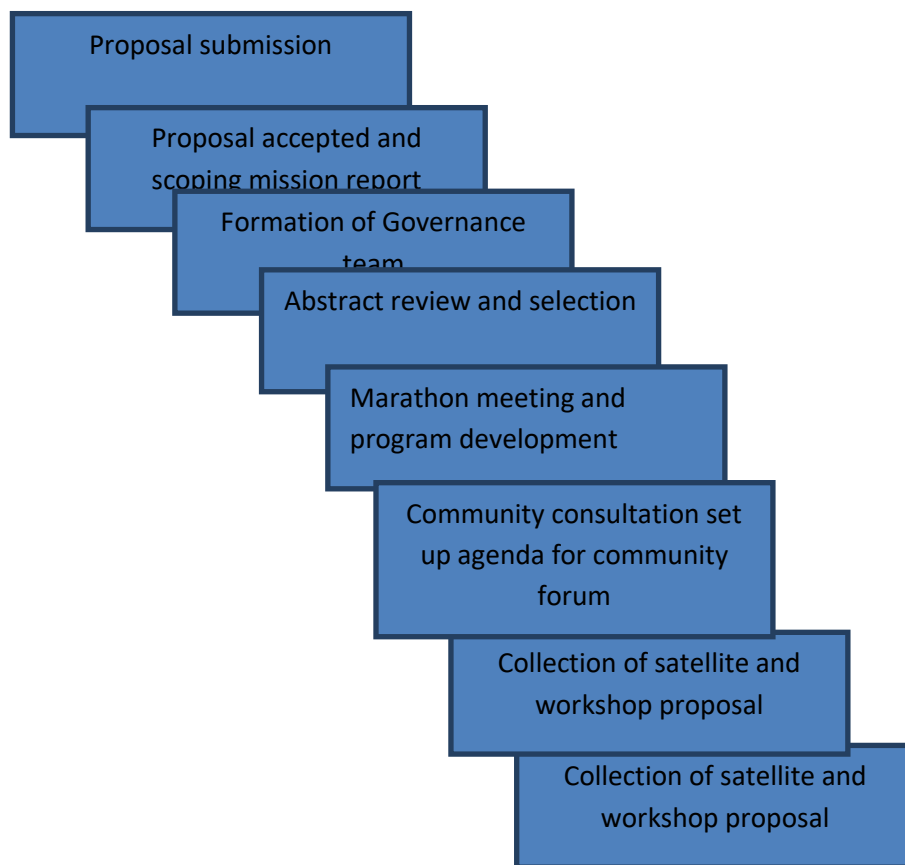 Proposal submission
Proposal accepted and
scoping mission report
Formation of Governance
team
Abstract review and selection
Marathon meeting and
program development
Community consultation set
up agenda for community
forum
Collection of satellite and
workshop proposal
Collection of satellite and
workshop proposal